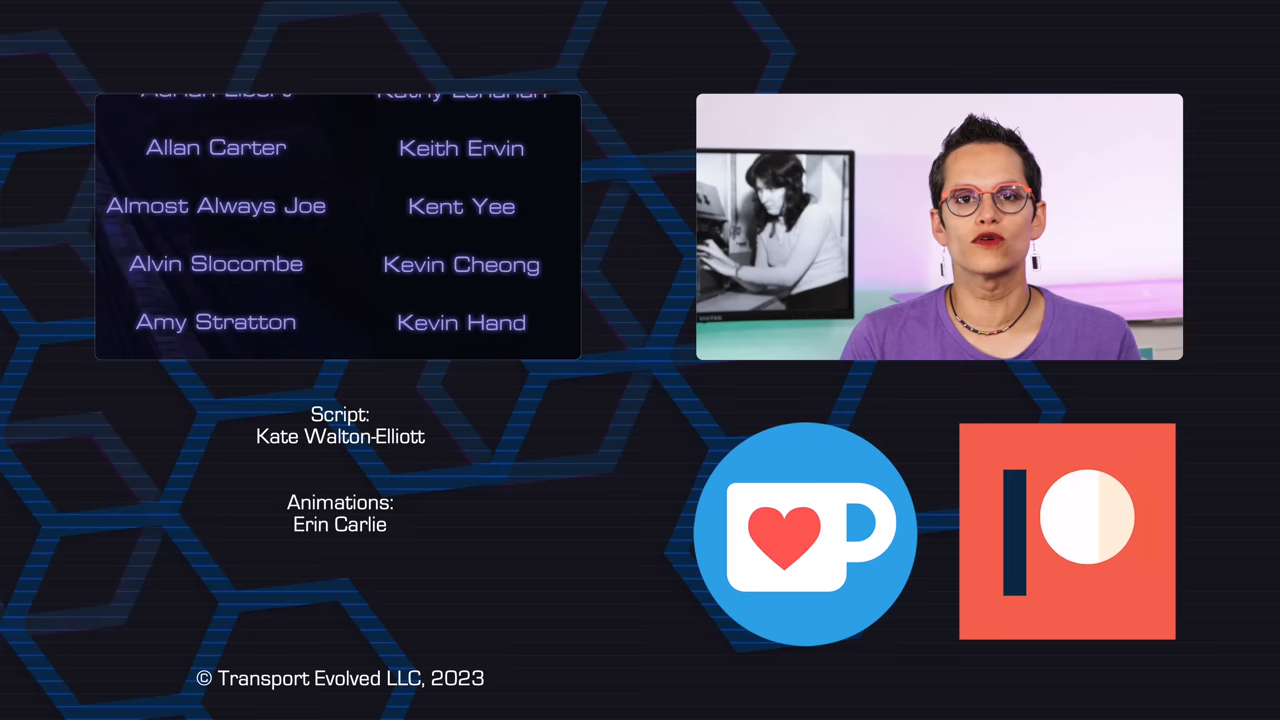 Allan Carter
Keith Ervin
Almost Always Joe
Kent Yee
Alvin Slocombe
Kevin Cheong
Amy Stratton
Kevin Hand
Script:
Kate Walton-Elliott
Animations:
Erin Carlie
© Transport Evolved LLC, 2023